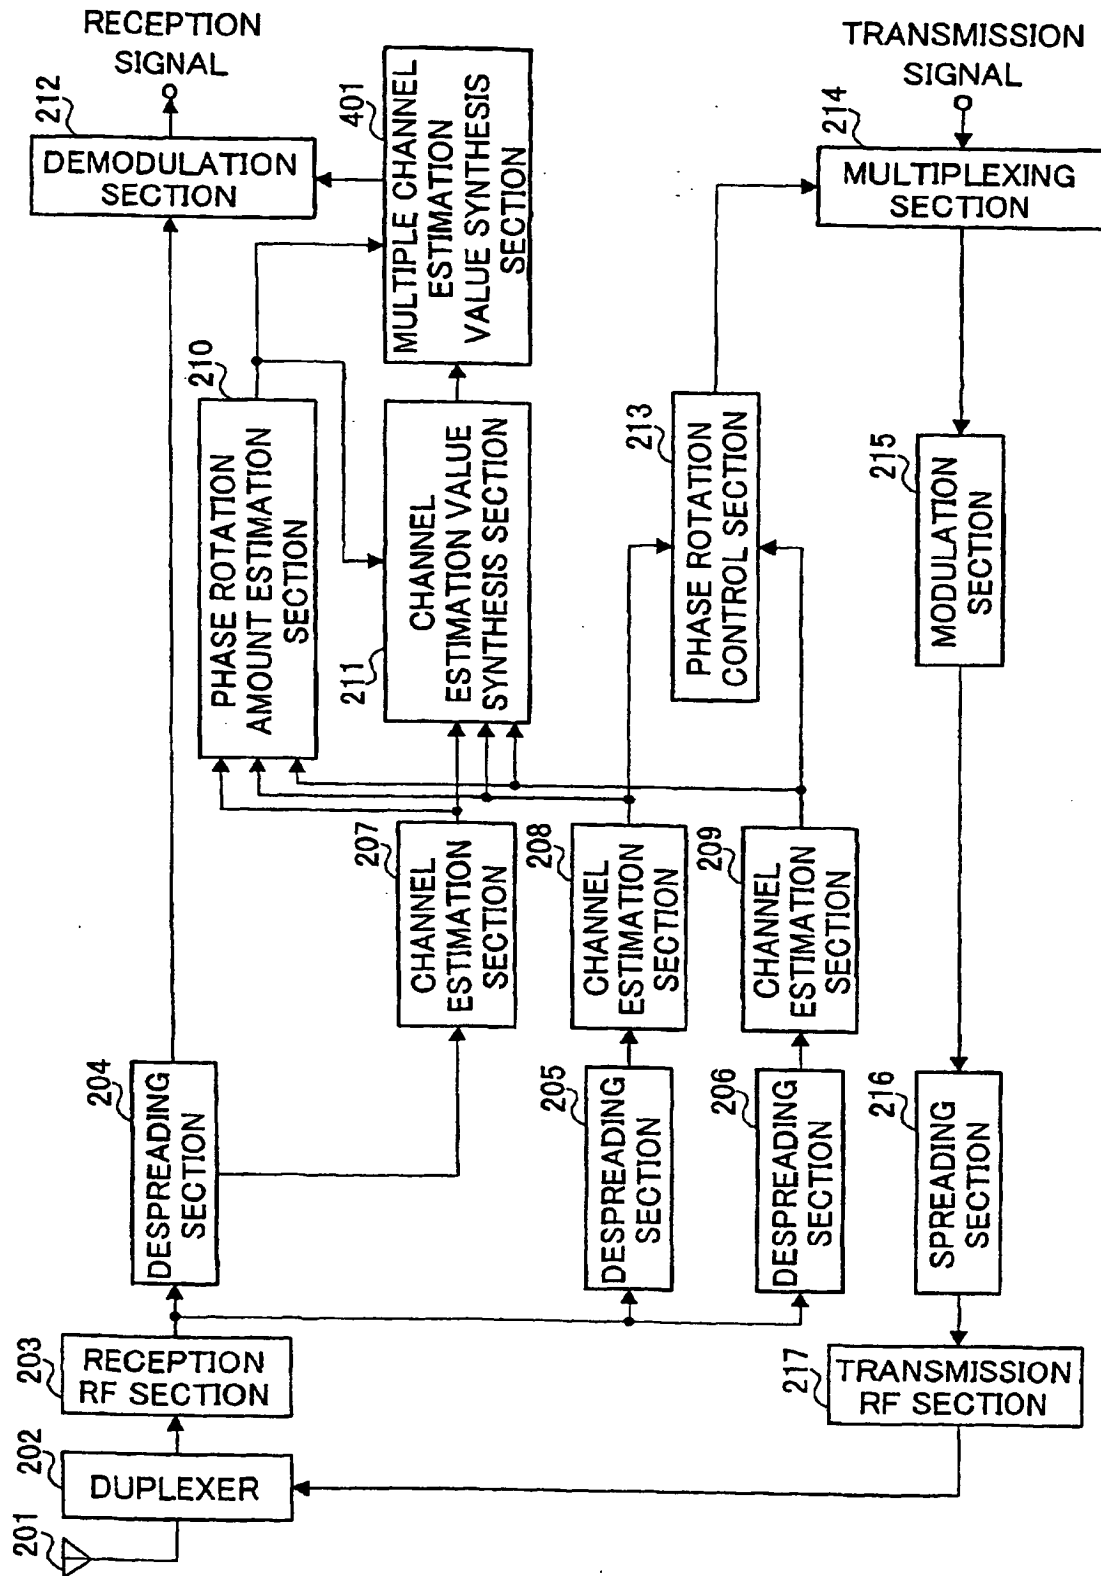 RECEPTION
SIGNAL
212
DEMODULATION
SECTION
401
MULTIPLE CHANNEL
ESTIMATION
VALUE SYNTHESIS
SECTION
TRANSMISSION
SIGNAL
214
MULTIPLEXING
SECTION
210
PHASE ROTATION
AMOUNT ESTIMATION
SECTION
211
CHANNEL
ESTIMATION VALUE
SYNTHESIS SECTION
213
PHASE ROTATION
CONTROL SECTION
215
MODULATION
SECTION
207
CHANNEL
ESTIMATION
SECTION
208
CHANNEL
ESTIMATION
SECTION
209
CHANNEL
ESTIMATION
SECTION
204
DESPREADING
SECTION
205
DESPREADING
SECTION
206
DESPREADING
SECTION
216
SPREADING
SECTION
203
RECEPTION
RF SECTION
217
TRANSMISSION
RF SECTION
202
DUPLEXER
201